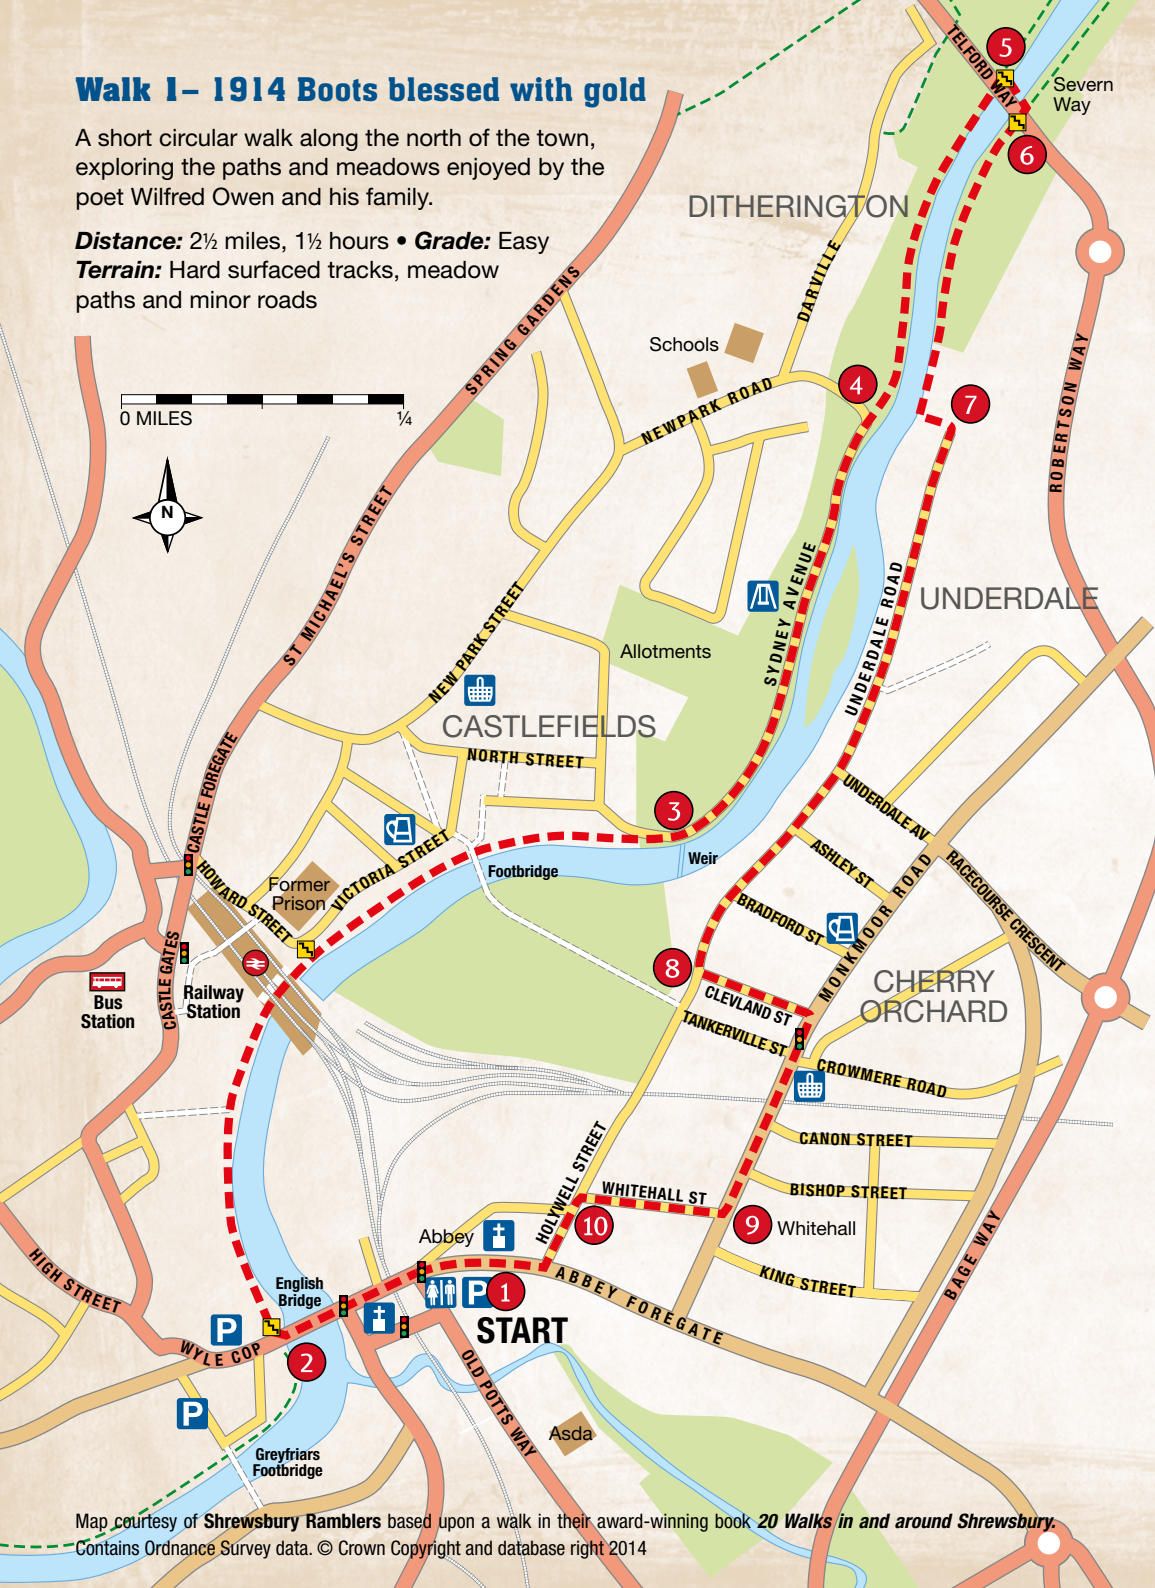 Walk 1– 1914 Boots blessed with gold
A short circular walk along the north of the town,
exploring the paths and meadows enjoyed by the
poet Wilfred Owen and his family.
Distance: 2½ miles, 1½ hours • Grade: Easy
Terrain: Hard surfaced tracks, meadow
paths and minor roads
0 MILES
¼
N
TELFORD WAY
5
Severn
Way
6
DITHERINGTON
DARVILLE
SPRING GARDENS
Schools
NEWPARK ROAD
4
7
ROBERTSON WAY
ST MICHAEL'S STREET
SYDNEY AVENUE
UNDERDALE ROAD
UNDERDALE
NEW PARK STREET
Allotments
CASTLEFIELDS
NORTH STREET
CASTLE FOREGATE
3
UNDERDALE AV
VICTORIA STREET
Footbridge
Weir
ASHLEY ST
MONKMOOR ROAD
RACECOURSE CRESCENT
HOWARD STREET
Former
Prison
BRADFORD ST
CASTLE GATES
8
CHERRY
ORCHARD
Bus
Station
Railway
Station
CLEVLAND ST
TANKERVILLE ST
CROWMERE ROAD
CANON STREET
HOLYWELL STREET
WHITEHALL ST
BISHOP STREET
10
9
Whitehall
Abbey
HIGH STREET
English
Bridge
P
1
START
ABBEY FOREGATE
KING STREET
BAGE WAY
P
WYLE COP
2
OLD POTTS WAY
P
Asda
Greyfriars
Footbridge
Map courtesy of Shrewsbury Ramblers based upon a walk in their award-winning book 20 Walks in and around Shrewsbury.
Contains Ordnance Survey data. © Crown Copyright and database right 2014